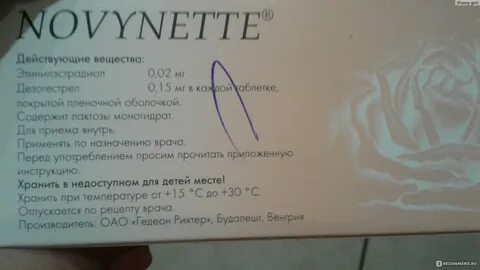 NOVYNETTE®
Действующие вещества:
Этинилэстрадиол 0,02 мг
Дезогестрел 0,15 мг в каждой таблетке,
покрытой пленочной оболочкой.
Содержит лактозы моногидрат.
Для приема внутрь.
Применять по назначению врача.
Перед употреблением просим прочитать приложенную
инструкцию.
Хранить в недоступном для детей месте!
Хранить при температуре от +15 °С до +30 °С.
Отпускается по рецепту врача.
Производитель: ОАО «Гедеон Рихтер», Будапешт, Венгрия
RECOMMEND.RU